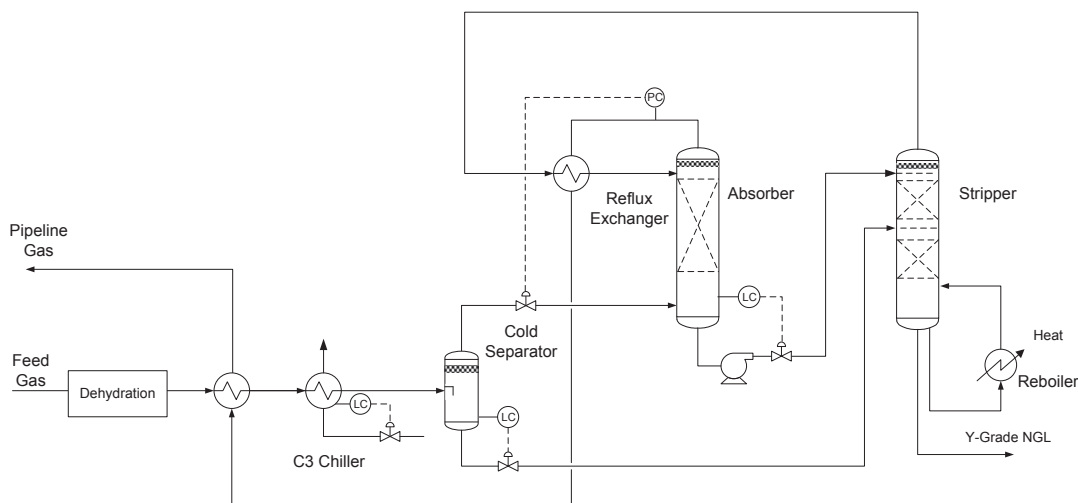 PC
Reflux
Exchanger
Absorber
Stripper
Pipeline
Gas
LC
Cold
Separator
Feed
Gas
Dehydration
Heat
Reboiler
LC
LC
C3 Chiller
Y-Grade NGL